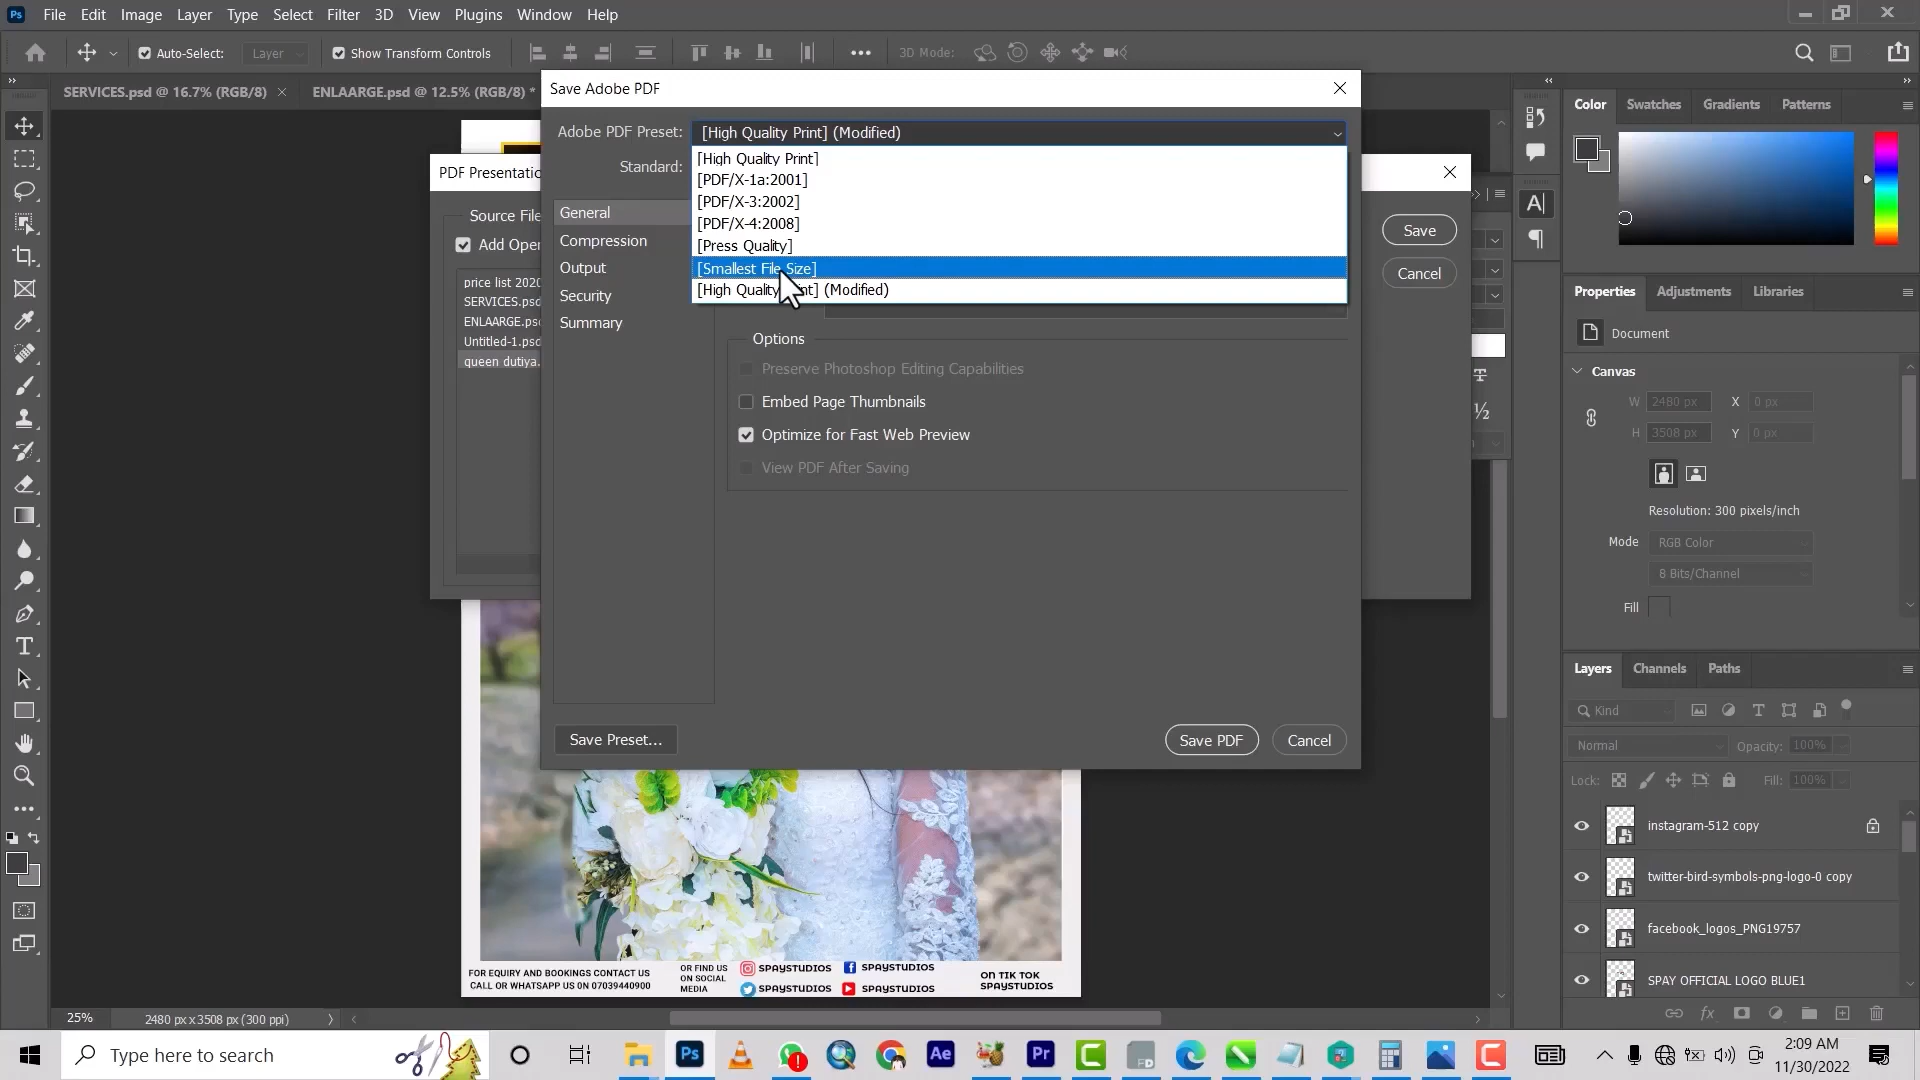 Ps File Edit Image Layer Type Select Filter 3D View Plugins Window Help
Auto-Select: Layer Show Transform Controls 3D Mode:
SERVICES.psd @ 16.7% (RGB/8) ENLAARGE.psd @ 12.5% (RGB/8) *
Save Adobe PDF
Adobe PDF Preset: [High Quality Print] (Modified)
Standard:
[High Quality Print]
[PDF/X-1a:2001]
[PDF/X-3:2002]
[PDF/X-4:2008]
[Press Quality]
[Smallest File Size]
[High Quality Print] (Modified)
General
Compression
Output
Security
Summary
Options
Preserve Photoshop Editing Capabilities
Embed Page Thumbnails
Optimize for Fast Web Preview
View PDF After Saving
Save Preset...
Save PDF
Cancel
PDF Presentatio
Source File
Add Oper
price list 2020
SERVICES.psd
ENLAARGE.psd
Untitled-1.psd
queen dutiya.
Save
Cancel
FOR EQUIRY AND BOOKINGS CONTACT US
CALL OR WHATSAPP US ON 07039440900
OR FIND US
ON SOCIAL
MEDIA
SPAYSTUDIOS SPAYSTUDIOS
SPAYSTUDIOS SPAYSTUDIOS
ON TIK TOK
SPAYSTUDIOS
25% 2480 px x 3508 px (300 ppi)
Color Swatches Gradients Patterns
Properties Adjustments Libraries
Document
Canvas
W 2480 px X 0 px
H 3508 px Y 0 px
Resolution: 300 pixels/inch
Mode RGB Color
8 Bits/Channel
Fill
Layers Channels Paths
Kind
Normal Opacity: 100%
Lock: Fill: 100%
instagram-512 copy
twitter-bird-symbols-png-logo-0 copy
facebook_logos_PNG19757
SPAY OFFICIAL LOGO BLUE1
Type here to search
Ps Ae Pr
2:09 AM
11/30/2022